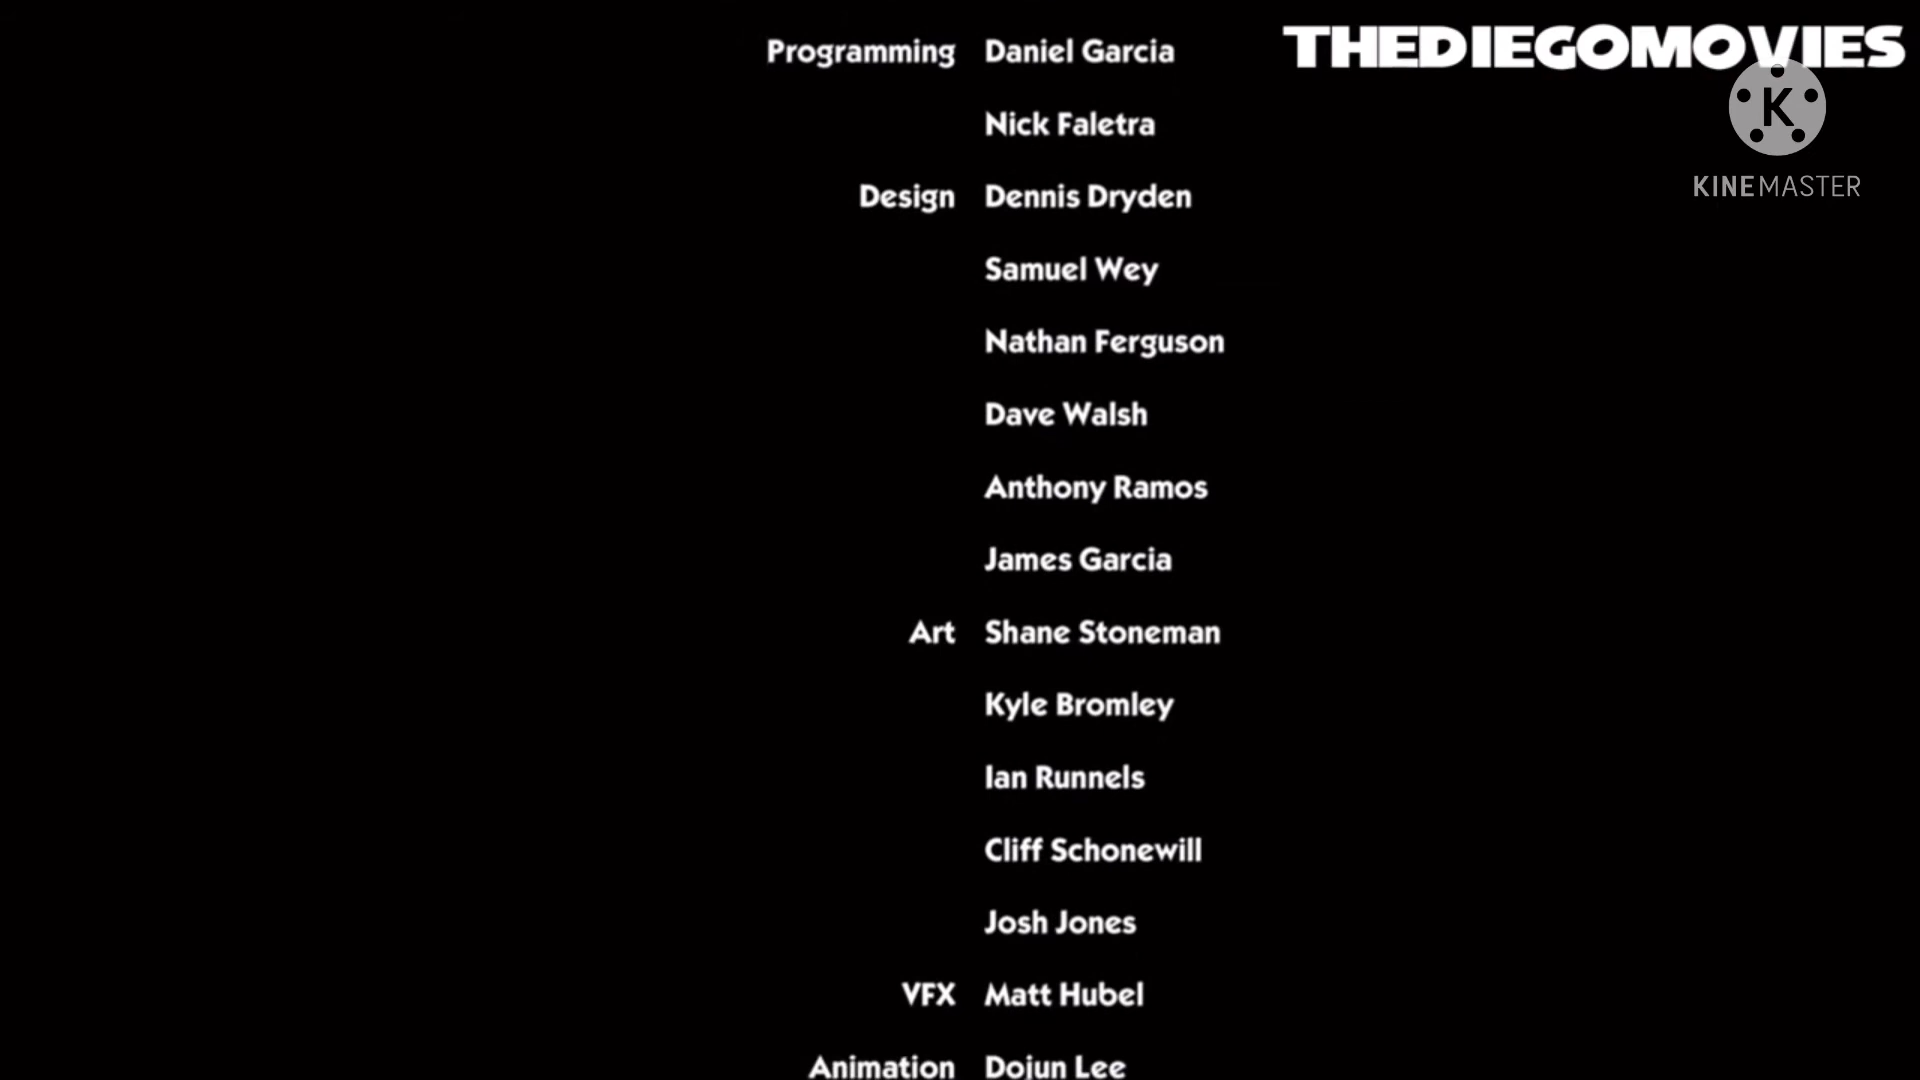 Programming Daniel Garcia
THEDIEGOMOVIES
K
KINEMASTER
Nick Faletra
Design Dennis Dryden
Samuel Wey
Nathan Ferguson
Dave Walsh
Anthony Ramos
James Garcia
Art Shane Stoneman
Kyle Bromley
Ian Runnels
Cliff Schonewill
Josh Jones
VFX Matt Hubel
Animation Dojun Lee